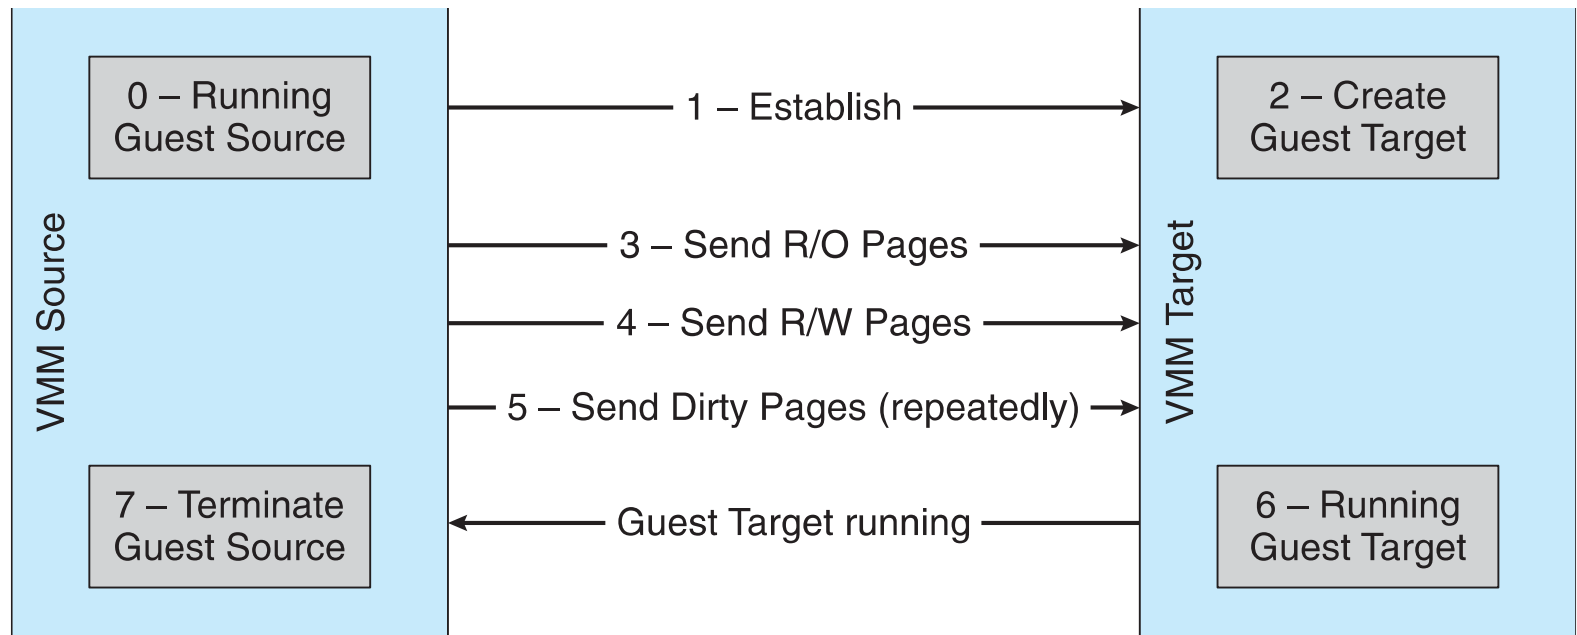 0 – Running
Guest Source
1 – Establish
2 – Create
Guest Target
VMM Source
3 – Send R/O Pages
4 – Send R/W Pages
5 – Send Dirty Pages (repeatedly)
VMM Target
7 – Terminate
Guest Source
Guest Target running
6 – Running
Guest Target